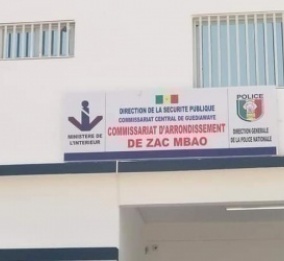 DIRECTION DE LA SECURITE PUBLIQUE
COMMISSARIAT CENTRAL DE GUEDIAWAYE
COMMISSARIAT D'ARRONDISSEMENT
DE ZAC MBAO
MINISTERE DE
L'INTERIEUR
POLICE
DIRECTION GENERALE
DE LA POLICE NATIONALE